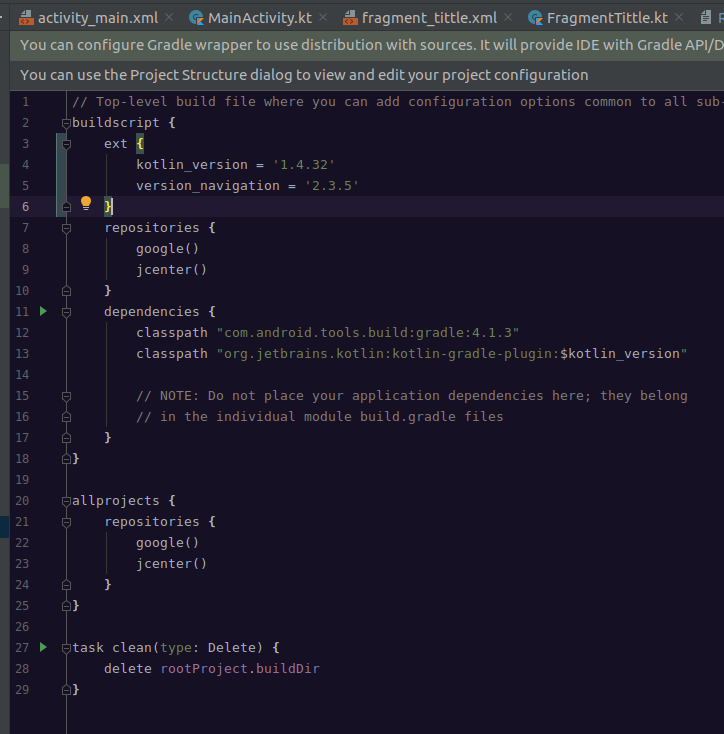 activity_main.xml MainActivity.kt fragment_tittle.xml FragmentTittle.kt
You can configure Gradle wrapper to use distribution with sources. It will provide IDE with Gradle API/D
You can use the Project Structure dialog to view and edit your project configuration
1 // Top-level build file where you can add configuration options common to all sub-
2 buildscript {
3 ext {
4 kotlin_version = '1.4.32'
5 version_navigation = '2.3.5'
6 }
7 repositories {
8 google()
9 jcenter()
10 }
11 dependencies {
12 classpath "com.android.tools.build:gradle:4.1.3"
13 classpath "org.jetbrains.kotlin:kotlin-gradle-plugin:$kotlin_version"
14
15 // NOTE: Do not place your application dependencies here; they belong
16 // in the individual module build.gradle files
17 }
18 }
19
20 allprojects {
21 repositories {
22 google()
23 jcenter()
24 }
25 }
26
27 task clean(type: Delete) {
28 delete rootProject.buildDir
29 }